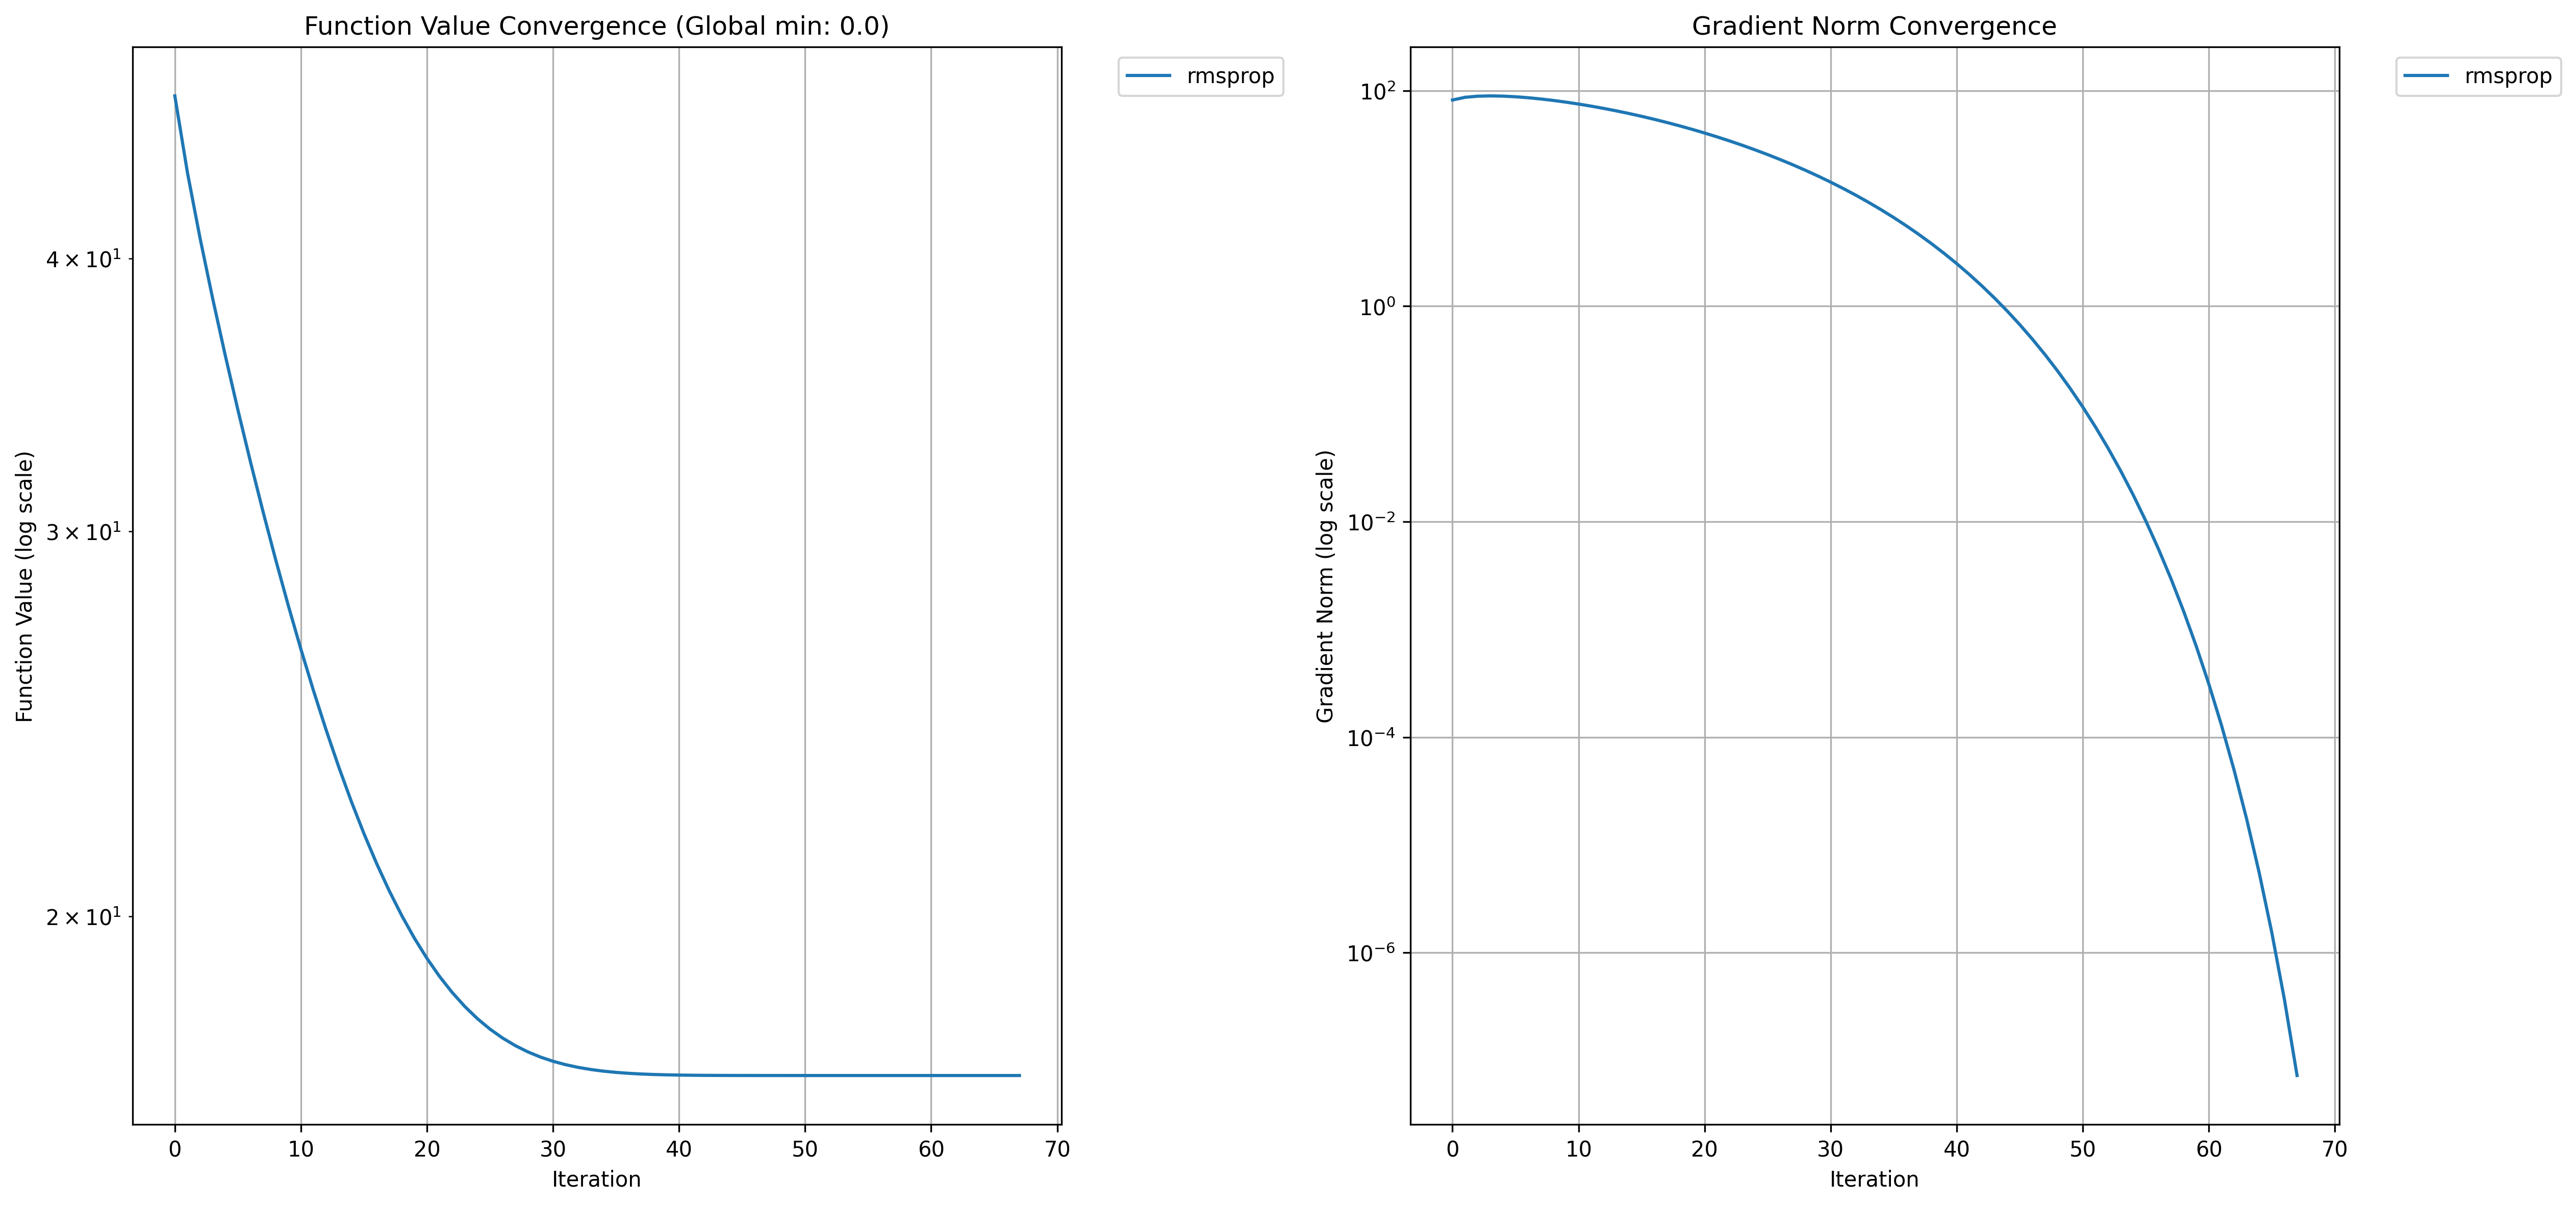 Function Value Convergence (Global min: 0.0)
rmsprop
4 × 10¹
3 × 10¹
2 × 10¹
Function Value (log scale)
0 10 20 30 40 50 60 70
Iteration
Gradient Norm Convergence
rmsprop
10²
10⁰
10⁻²
10⁻⁴
10⁻⁶
Gradient Norm (log scale)
0 10 20 30 40 50 60 70
Iteration